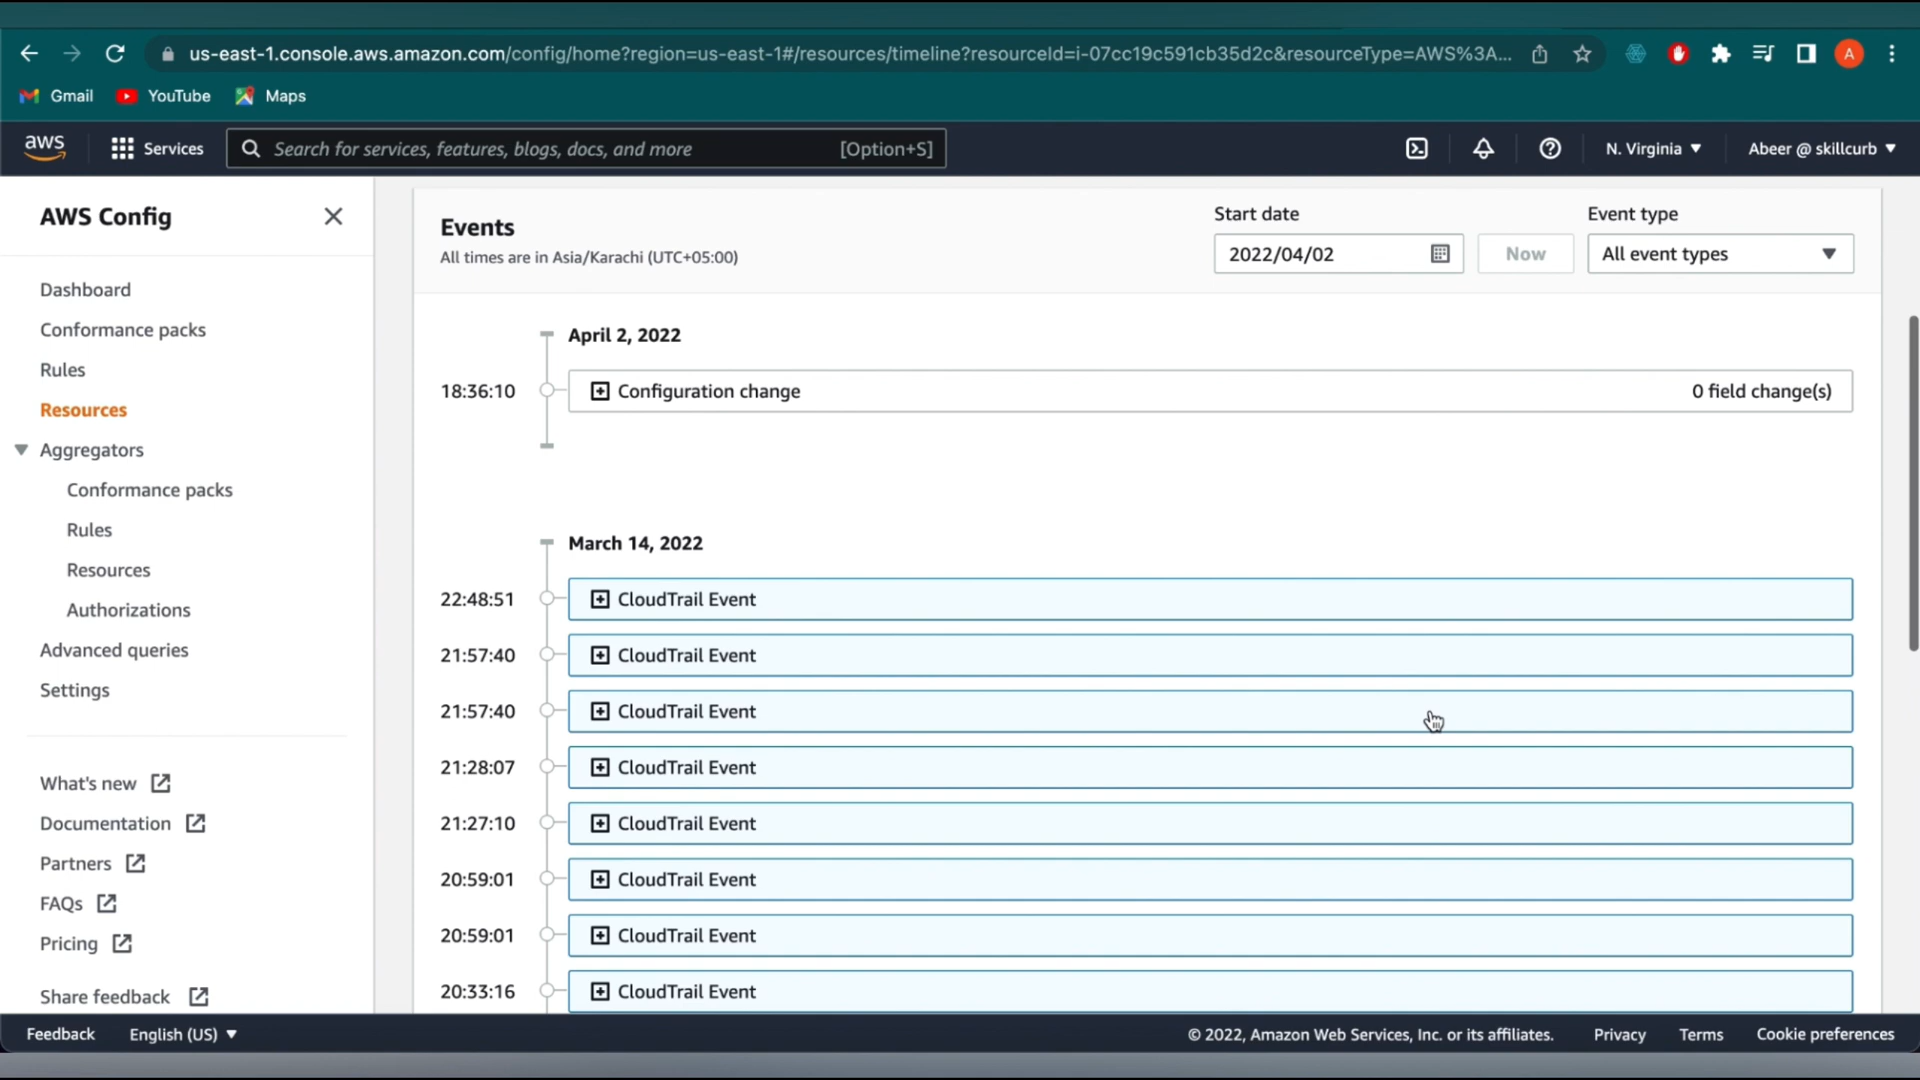 us-east-1.console.aws.amazon.com/config/home?region=us-east-1#/resources/timeline?resourceId=i-07cc19c591cb35d2c&resourceType=AWS%3A...
A
Gmail
YouTube
Maps
aws
Services
Search for services, features, blogs, docs, and more
[Option+S]
N. Virginia
Abeer @ skillcurb
AWS Config
Dashboard
Conformance packs
Rules
Resources
Aggregators
Conformance packs
Rules
Resources
Authorizations
Advanced queries
Settings
What's new
Documentation
Partners
FAQs
Pricing
Share feedback
Events
All times are in Asia/Karachi (UTC+05:00)
Start date
2022/04/02
Now
Event type
All event types
April 2, 2022
18:36:10 Configuration change 0 field change(s)
March 14, 2022
22:48:51 CloudTrail Event
21:57:40 CloudTrail Event
21:57:40 CloudTrail Event
21:28:07 CloudTrail Event
21:27:10 CloudTrail Event
20:59:01 CloudTrail Event
20:59:01 CloudTrail Event
20:33:16 CloudTrail Event
Feedback
English (US)
© 2022, Amazon Web Services, Inc. or its affiliates.
Privacy
Terms
Cookie preferences